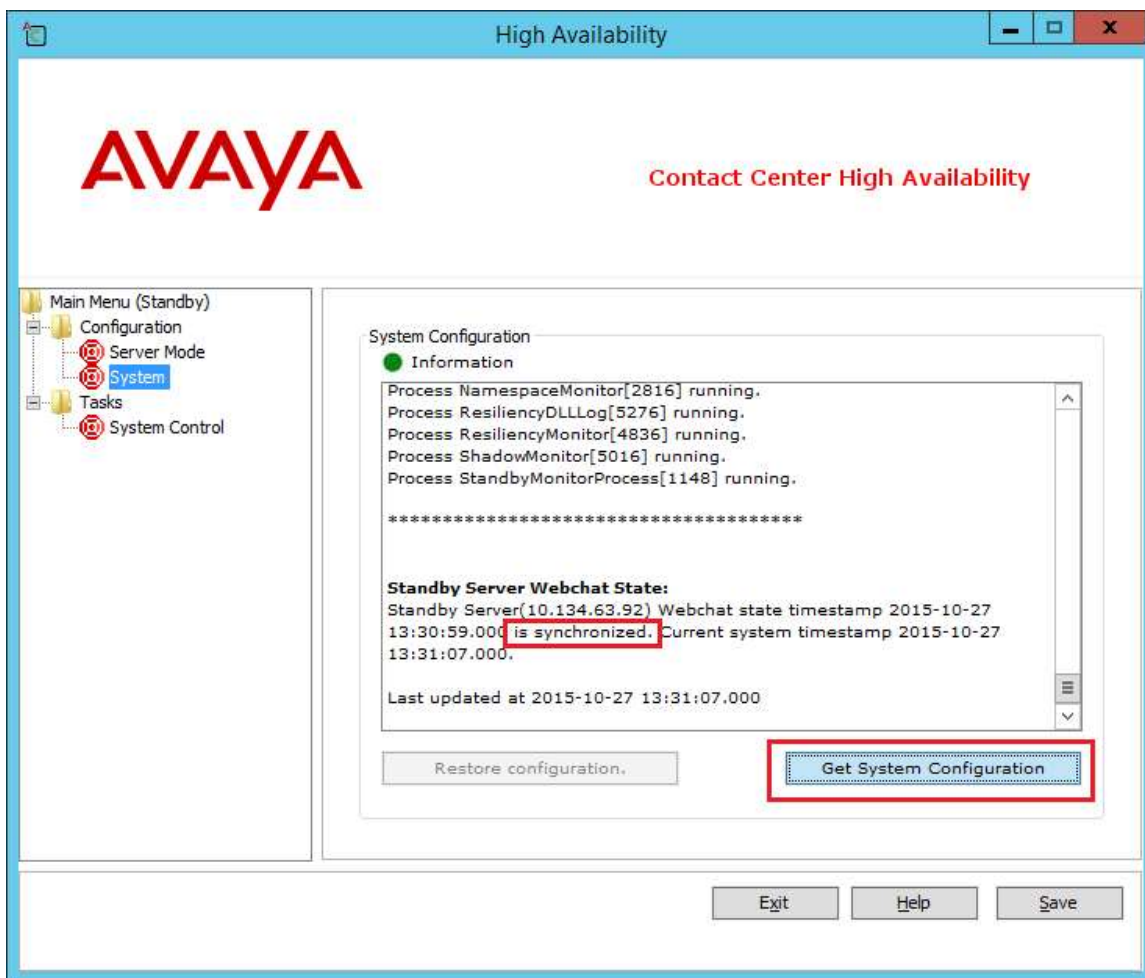 High Availability
AVAYA
Contact Center High Availability
Main Menu (Standby)
Configuration
Server Mode
System
Tasks
System Control
System Configuration
Information
Process NamespaceMonitor[2816] running.
Process ResiliencyDLLLog[5276] running.
Process ResiliencyMonitor[4836] running.
Process ShadowMonitor[5016] running.
Process StandbyMonitorProcess[1148] running.
**************************************
Standby Server Webchat State:
Standby Server(10.134.63.92) Webchat state timestamp 2015-10-27
13:30:59.000 is synchronized. Current system timestamp 2015-10-27
13:31:07.000.
Last updated at 2015-10-27 13:31:07.000
Restore configuration.
Get System Configuration
Exit
Help
Save